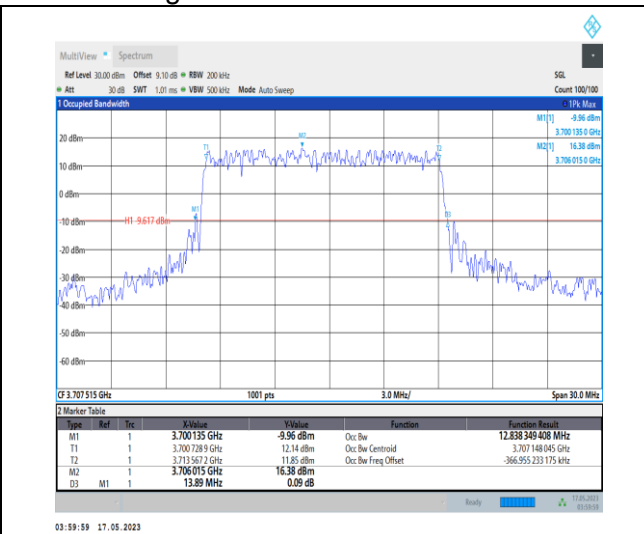 MultiView Spectrum
Ref Level 30.00 dBm Offset 9.10 dB RBW 200 kHz SGL
Att 30 dB SWT 1.01 ms VBW 500 kHz Mode Auto Sweep Count 100/100
1 Occupied Bandwidth 1Pk Max
M1[1] -9.96 dBm
3.700 135 0 GHz
M2[1] 16.38 dBm
3.706 015 0 GHz
20 dBm
T1
M2
T2
10 dBm
0 dBm
M1
D3
-10 dBm
H1 -9.617 dBm
-20 dBm
-30 dBm
-40 dBm
-50 dBm
-60 dBm
CF 3.707 515 GHz 1001 pts 3.0 MHz/ Span 30.0 MHz
2 Marker Table
Type Ref Trc X-Value Y-Value Function Function Result
M1 1 3.700 135 GHz -9.96 dBm Occ Bw 12.838 349 408 MHz
T1 1 3.700 728 9 GHz 12.14 dBm Occ Bw Centroid 3.707 148 045 GHz
T2 1 3.713 567 2 GHz 11.85 dBm Occ Bw Freq Offset -366.955 233 175 kHz
M2 1 3.706 015 GHz 16.38 dBm
D3 M1 1 13.89 MHz 0.09 dB
Ready 17.05.2023
03:59:59
03:59:59 17.05.2023